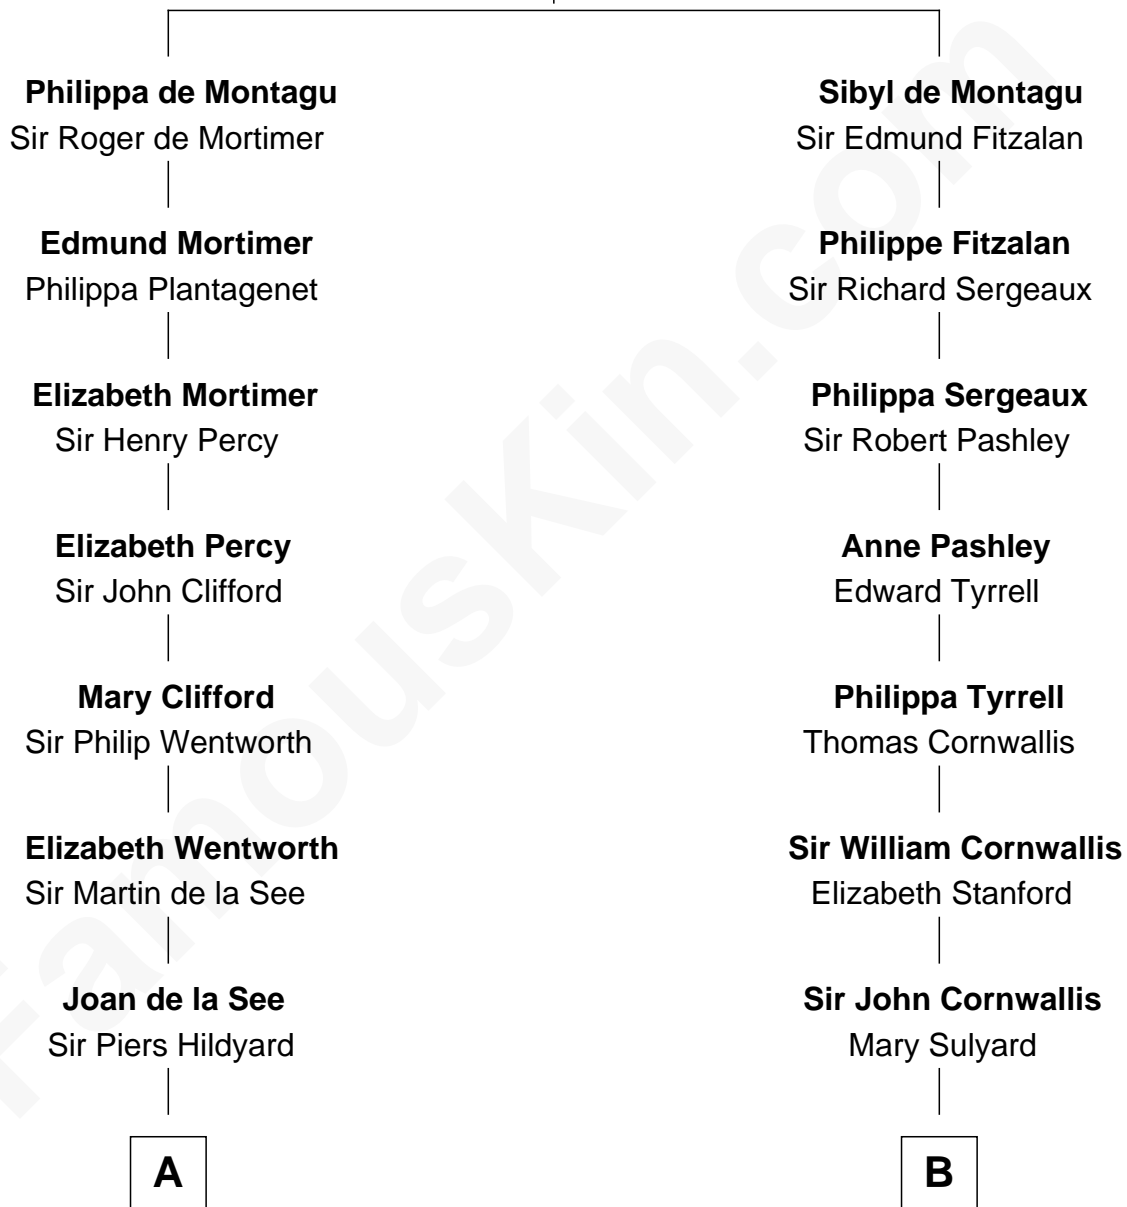 Philippa de Montagu
Sir Roger de Mortimer
Edmund Mortimer
Philippa Plantagenet
Elizabeth Mortimer
Sir Henry Percy
Elizabeth Percy
Sir John Clifford
Mary Clifford
Sir Philip Wentworth
Elizabeth Wentworth
Sir Martin de la See
Joan de la See
Sir Piers Hildyard
A
Sibyl de Montagu
Sir Edmund Fitzalan
Philippe Fitzalan
Sir Richard Sergeaux
Philippa Sergeaux
Sir Robert Pashley
Anne Pashley
Edward Tyrrell
Philippa Tyrrell
Thomas Cornwallis
Sir William Cornwallis
Elizabeth Stanford
Sir John Cornwallis
Mary Sulyard
B
FamousKin.com